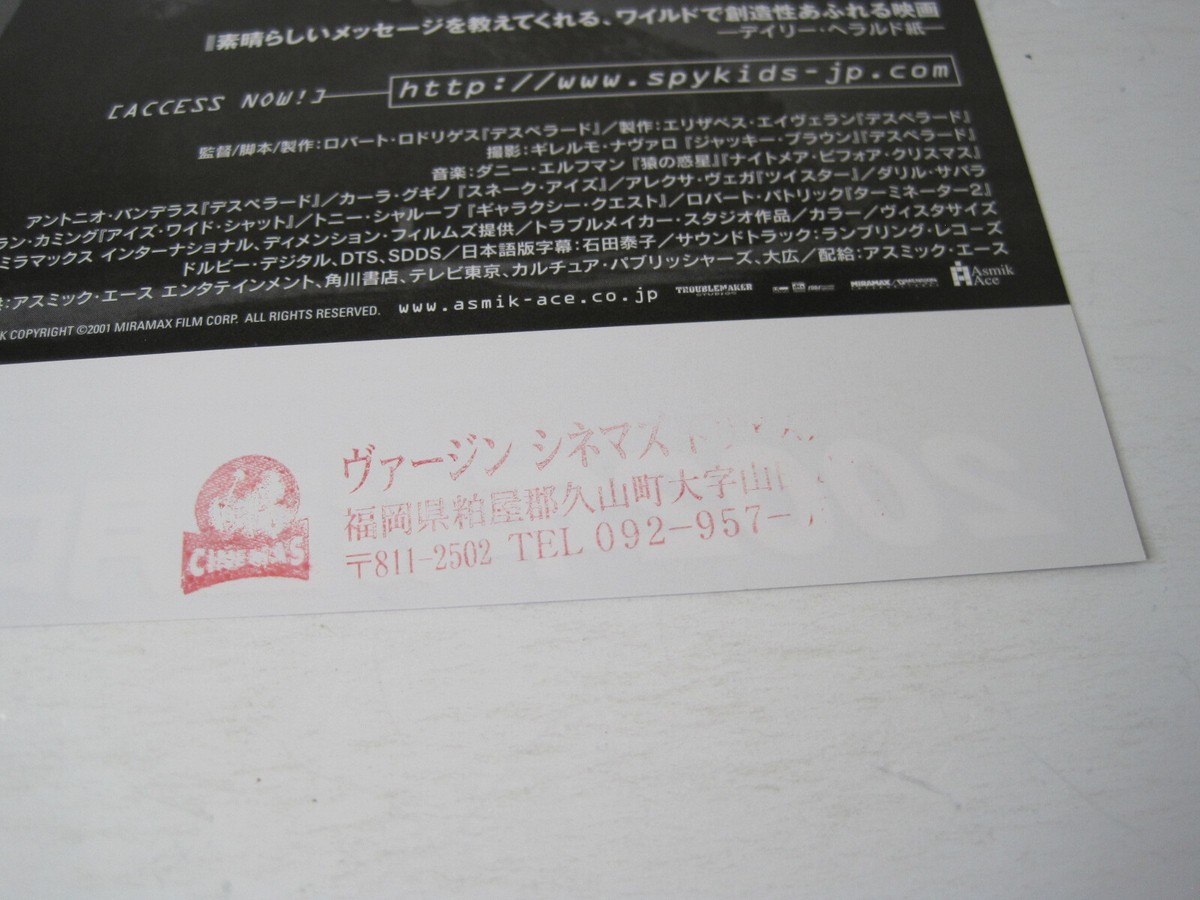 『素晴らしいメッセージを教えてくれる、ワイルドで創造性あふれる映画
―デイリー・ヘラルド紙―
[ACCESS NOW!]
http://www.spykids-jp.com
監督/脚本/製作:ロバート・ロドリゲス『デスペラード』/製作:エリザベス・エイヴェラン『デスペラード』
撮影:ギレルモ・ナヴァロ『ジャッキー・ブラウン』『デスペラード』
音楽:ダニー・エルフマン『猿の惑星』『ナイトメア・ビフォア・クリスマス』
アントニオ・バンデラス『デスペラード』/カーラ・グギノ『スネーク・アイズ』/アレクサ・ヴェガ『ツイスター』/ダリル・サバラ
ラン・カミング『アイズ・ワイド・シャット』/トニー・シャループ『ギャラクシー・クエスト』/ロバート・パトリック『ターミネーター2』
ミラマックス インターナショナル、ディメンション・フィルムズ提供/トラブルメイカー・スタジオ作品/カラー/ヴィスタサイズ
ドルビー・デジタル、DTS、SDDS/日本語版字幕:石田泰子/サウンドトラック:ランブリング・レコーズ
:アスミック・エース エンタテインメント、角川書店、テレビ東京、カルチュア・パブリッシャーズ、大広/配給:アスミック・エース
K COPYRIGHT ©2001 MIRAMAX FILM CORP. ALL RIGHTS RESERVED.
www.asmik-ace.co.jp
TROUBLEMAKER STUDIOS
MIRAMAX
Asmik Ace
CINEMAS
ヴァージン シネマズ
福岡県粕屋郡久山町大字山
〒811-2502 TEL 092-957-